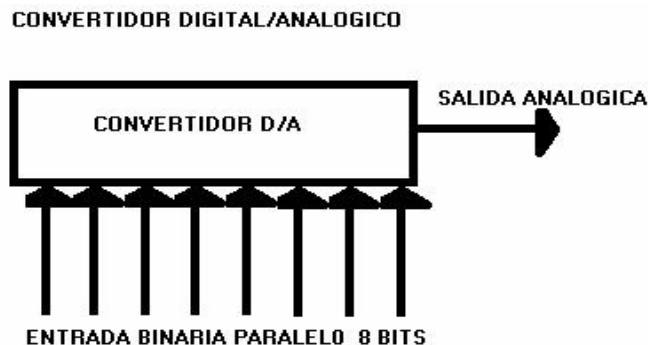 CONVERTIDOR DIGITAL/ANALOGICO
SALIDA ANALOGICA
CONVERTIDOR D/A
ENTRADA BINARIA PARALELO 8 BITS